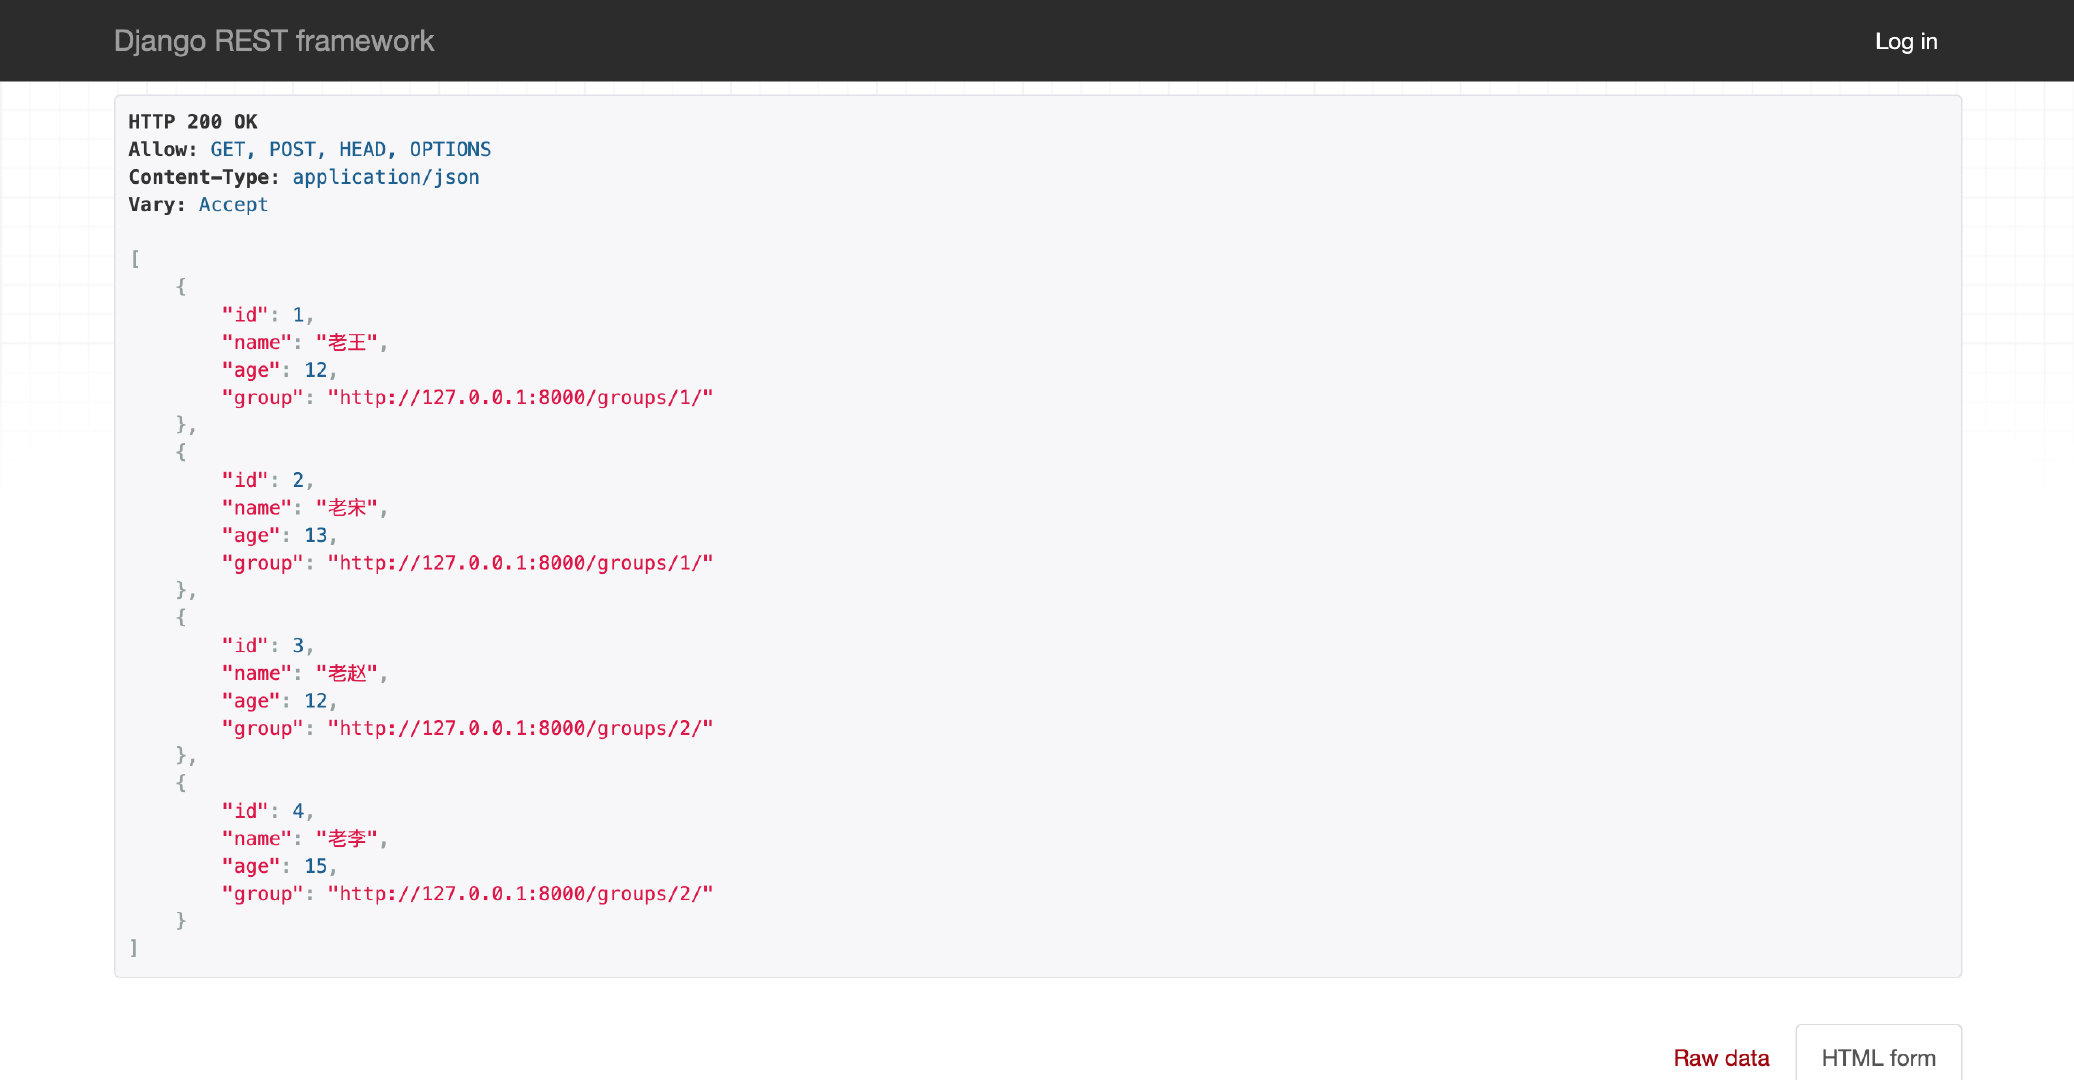 Django REST framework
Log in
HTTP 200 OK
Allow: GET, POST, HEAD, OPTIONS
Content-Type: application/json
Vary: Accept
[
    {
        "id": 1,
        "name": "老王",
        "age": 12,
        "group": "http://127.0.0.1:8000/groups/1/"
    },
    {
        "id": 2,
        "name": "老宋",
        "age": 13,
        "group": "http://127.0.0.1:8000/groups/1/"
    },
    {
        "id": 3,
        "name": "老赵",
        "age": 12,
        "group": "http://127.0.0.1:8000/groups/2/"
    },
    {
        "id": 4,
        "name": "老李",
        "age": 15,
        "group": "http://127.0.0.1:8000/groups/2/"
    }
]
Raw data
HTML form